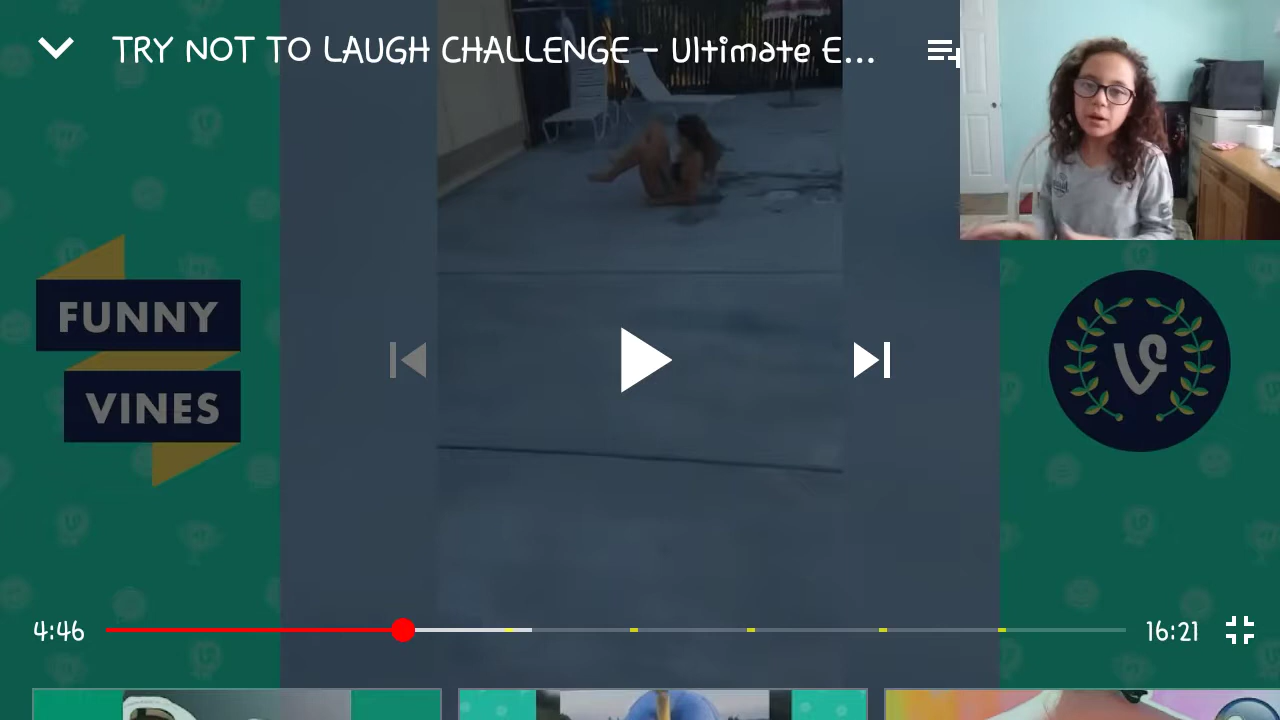 TRY NOT TO LAUGH CHALLENGE - Ultimate E...
FUNNY
VINES
4:46
16:21